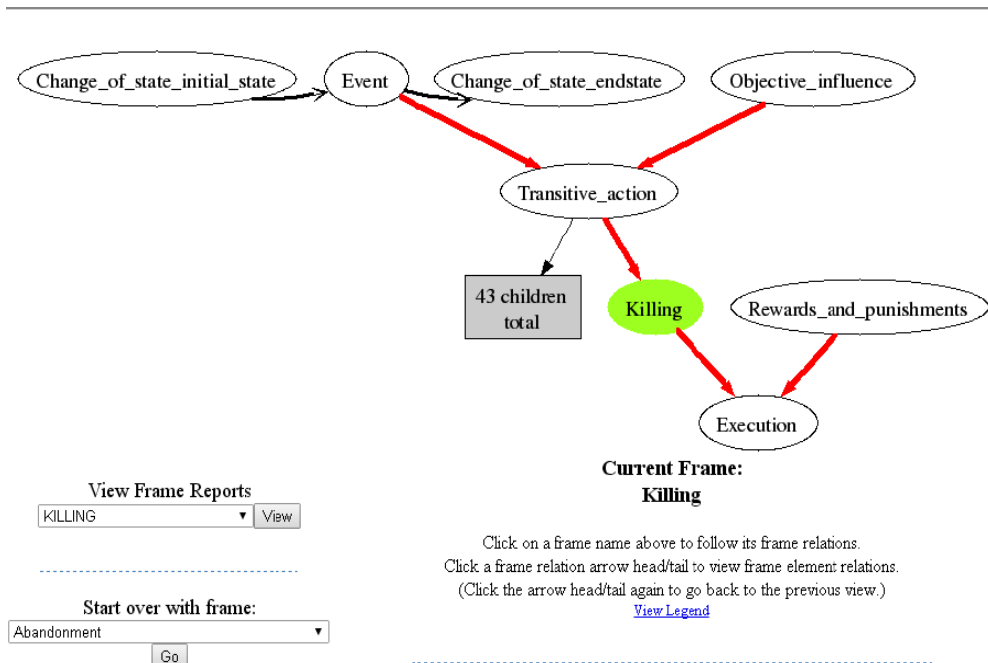 Change_of_state_initial_state
Event
Change_of_state_endstate
Objective_influence
Transitive_action
43 children
total
Killing
Rewards_and_punishments
Execution
Current Frame:
Killing
View Frame Reports
KILLING
View
Click on a frame name above to follow its frame relations.
Click a frame relation arrow head/tail to view frame element relations.
(Click the arrow head/tail again to go back to the previous view.)
View Legend
Start over with frame:
Abandonment
Go